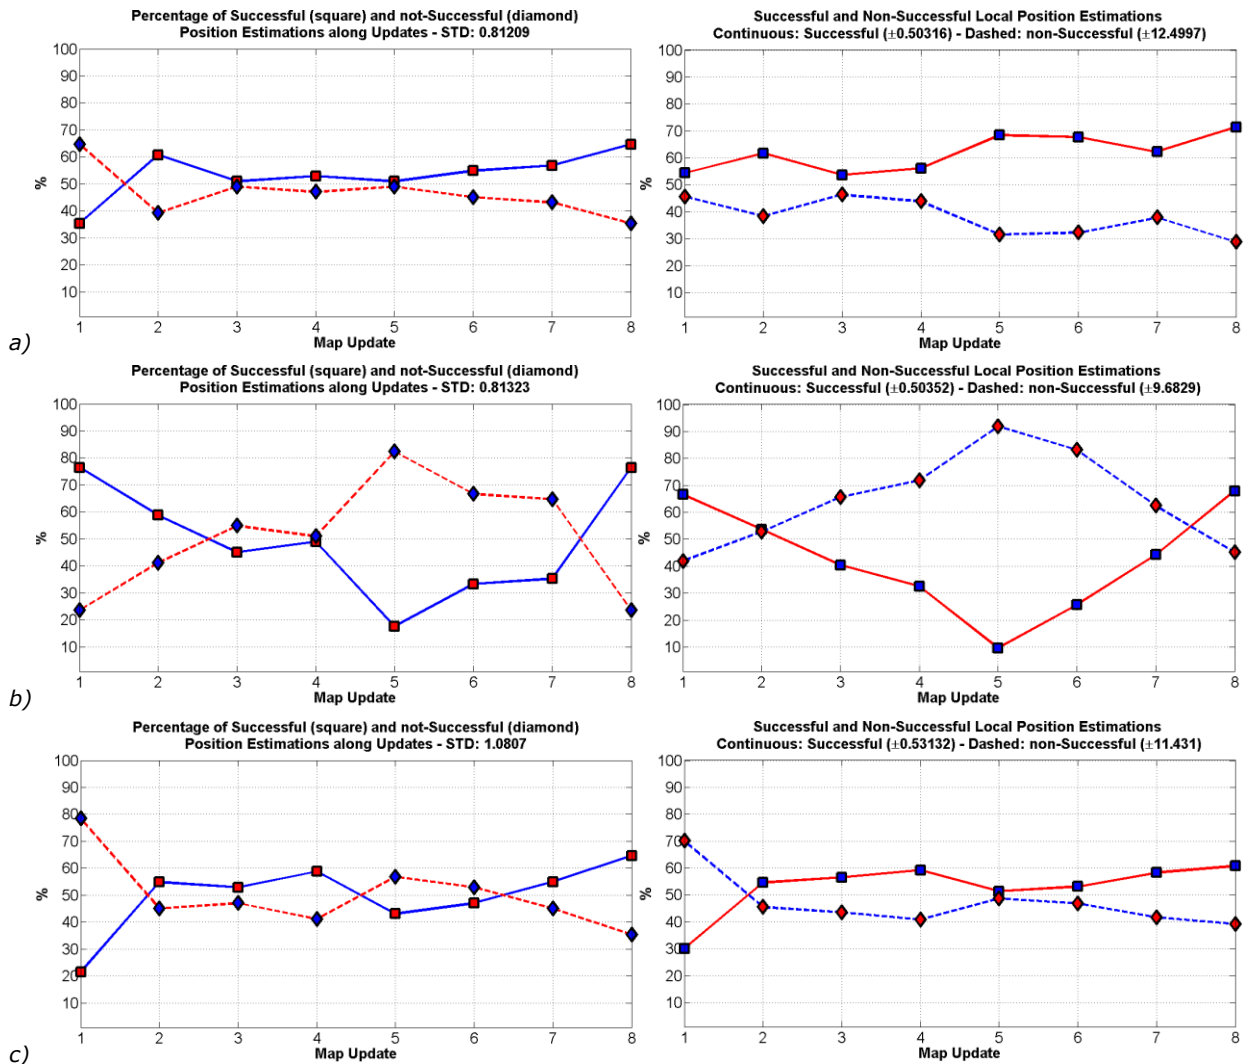 Percentage of Successful (square) and not-Successful (diamond)
Position Estimations along Updates - STD: 0.81209
100
90
80
70
60
50
40
30
20
10
%
1 2 3 4 5 6 7 8
Map Update
Successful and Non-Successful Local Position Estimations
Continuous: Successful (±0.50316) - Dashed: non-Successful (±12.4997)
100
90
80
70
60
50
40
30
20
10
%
1 2 3 4 5 6 7 8
Map Update
a)
Percentage of Successful (square) and not-Successful (diamond)
Position Estimations along Updates - STD: 0.81323
100
90
80
70
60
50
40
30
20
10
%
1 2 3 4 5 6 7 8
Map Update
Successful and Non-Successful Local Position Estimations
Continuous: Successful (±0.50352) - Dashed: non-Successful (±9.6829)
100
90
80
70
60
50
40
30
20
10
%
1 2 3 4 5 6 7 8
Map Update
b)
Percentage of Successful (square) and not-Successful (diamond)
Position Estimations along Updates - STD: 1.0807
100
90
80
70
60
50
40
30
20
10
%
1 2 3 4 5 6 7 8
Map Update
Successful and Non-Successful Local Position Estimations
Continuous: Successful (±0.53132) - Dashed: non-Successful (±11.431)
100
90
80
70
60
50
40
30
20
10
%
1 2 3 4 5 6 7 8
Map Update
c)